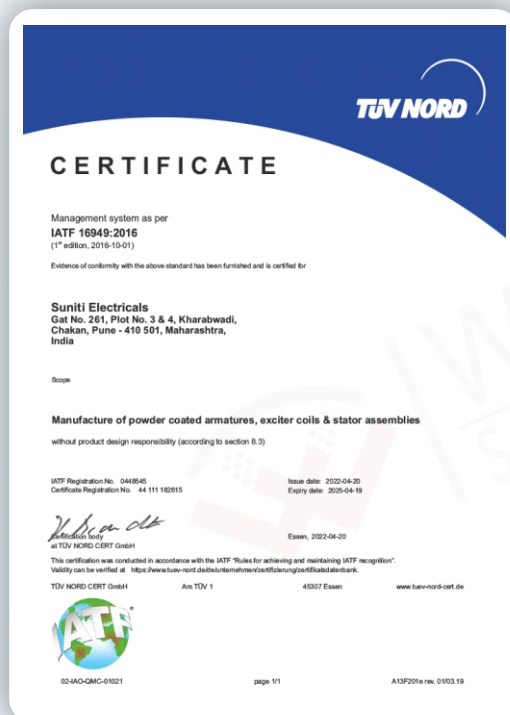 TÜV NORD
CERTIFICATE
Management system as per
IATF 16949:2016
(1st edition, 2016-10-01)
Evidence of conformity with the above standard has been furnished and is certified for
Suniti Electricals
Gat No. 261, Plot No. 3 & 4, Kharabwadi,
Chakan, Pune - 410 501, Maharashtra,
India
Scope
Manufacture of powder coated armatures, exciter coils & stator assemblies
without product design responsibility (according to section 8.3)
IATF Registration No. 0448545
Certificate Registration No. 44 111 182615
Issue date: 2022-04-20
Expiry date: 2025-04-19
Certification body
at TÜV NORD CERT GmbH
Essen, 2022-04-20
This certification was conducted in accordance with the IATF "Rules for achieving and maintaining IATF recognition".
Validity can be verified at https://www.tuev-nord.de/de/unternehmen/zertifizierung/zertifikatsdatenbank.
TÜV NORD CERT GmbH Am TÜV 1 45307 Essen www.tuev-nord-cert.de
IATF
02-IAO-QMC-01021 page 1/1 A13F201e rev. 01/03.19